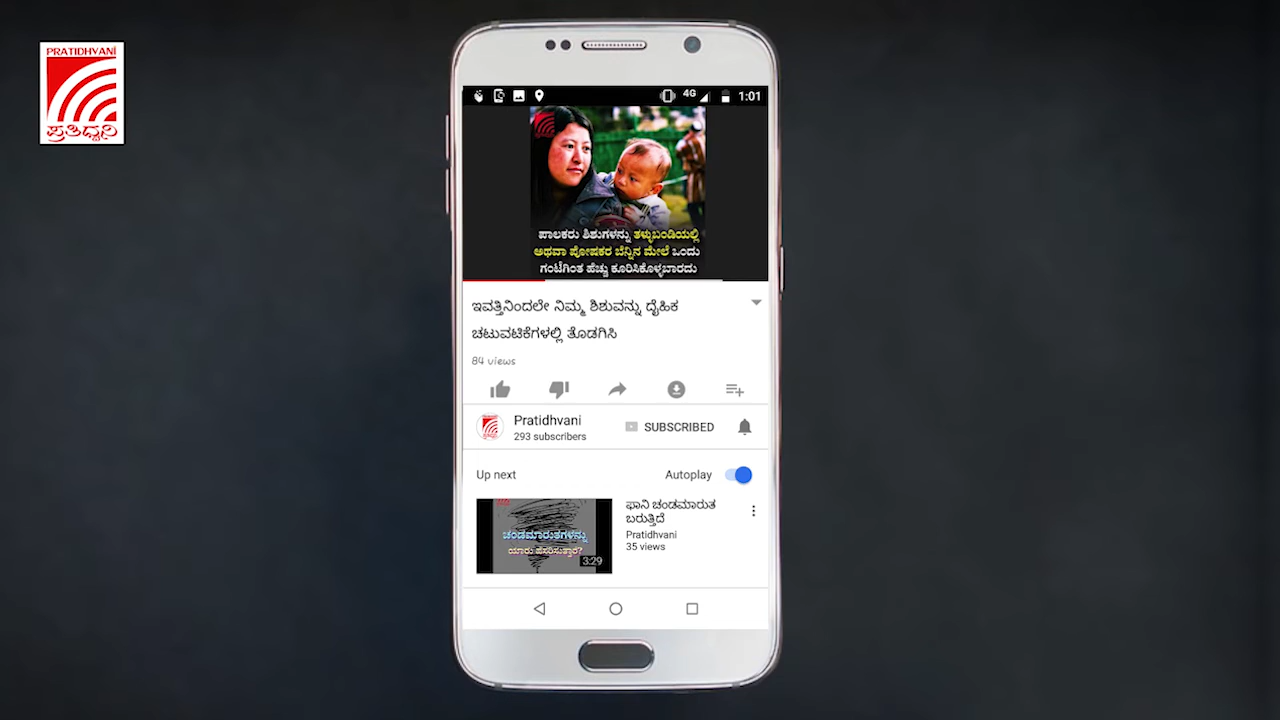 PRATIDHVANI
ಪ್ರತಿಧ್ವನಿ
4G
1:01
ಪಾಲಕರು ಶಿಶುಗಳನ್ನು ತಳ್ಳುಬಂಡಿಯಲ್ಲಿ
ಅಥವಾ ಪೋಷಕರ ಬೆನ್ನಿನ ಮೇಲೆ ಒಂದು
ಗಂಟೆಗಿಂತ ಹೆಚ್ಚು ಕೂರಿಸಿಕೊಳ್ಳಬಾರದು
ಇವತ್ತಿನಿಂದಲೇ ನಿಮ್ಮ ಶಿಶುವನ್ನು ದೈಹಿಕ
ಚಟುವಟಿಕೆಗಳಲ್ಲಿ ತೊಡಗಿಸಿ
84 views
Pratidhvani
293 subscribers
SUBSCRIBED
Up next
Autoplay
ಚಂಡಮಾರುತಗಳನ್ನು
ಯಾರು ಹೆಸರಿಸುತ್ತಾರೆ?
3:29
ಫಾನಿ ಚಂಡಮಾರುತ
ಬರುತ್ತಿದೆ
Pratidhvani
35 views